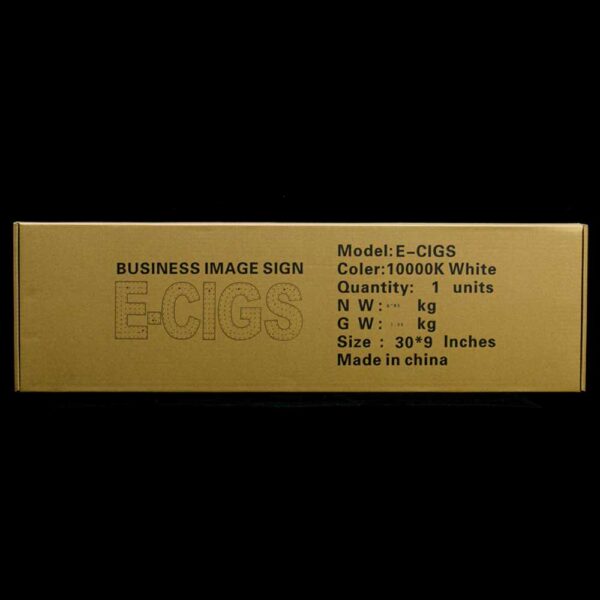 BUSINESS IMAGE SIGN
E-CIGS
Model:E-CIGS
Coler:10000K White
Quantity: 1 units
N W: kg
G W: kg
Size : 30*9 Inches
Made in china